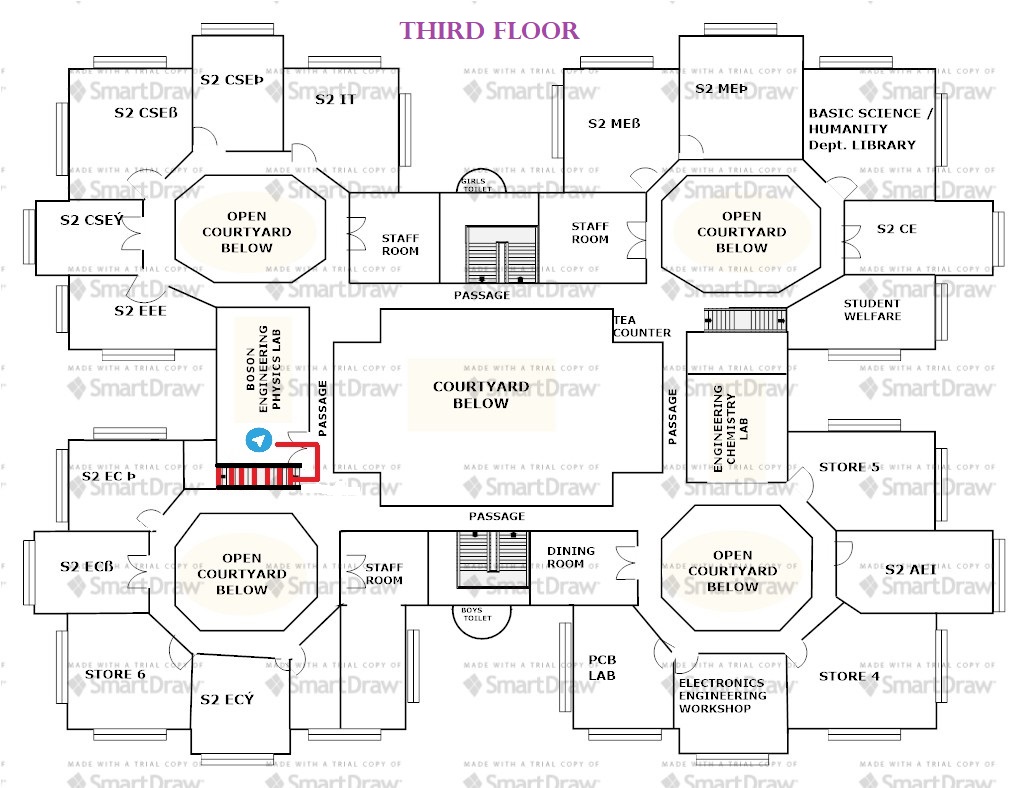 THIRD FLOOR
MADE WITH A TRIAL COPY OF
SmartDraw
S2 CSEÞ
S2 CSEß
S2 IT
S2 MEÞ
S2 MEß
BASIC SCIENCE /
HUMANITY
Dept. LIBRARY
GIRLS
TOILET
S2 CSEÝ
OPEN
COURTYARD
BELOW
STAFF
ROOM
STAFF
ROOM
OPEN
COURTYARD
BELOW
S2 CE
PASSAGE
S2 EEE
TEA
COUNTER
STUDENT
WELFARE
BOSON
ENGINEERING
PHYSICS LAB
PASSAGE
COURTYARD
BELOW
PASSAGE
ENGINEERING
CHEMISTRY
LAB
S2 EC Þ
STORE 5
PASSAGE
S2 ECß
OPEN
COURTYARD
BELOW
STAFF
ROOM
DINING
ROOM
OPEN
COURTYARD
BELOW
S2 AEI
BOYS
TOILET
STORE 6
S2 ECÝ
PCB
LAB
ELECTRONICS
ENGINEERING
WORKSHOP
STORE 4